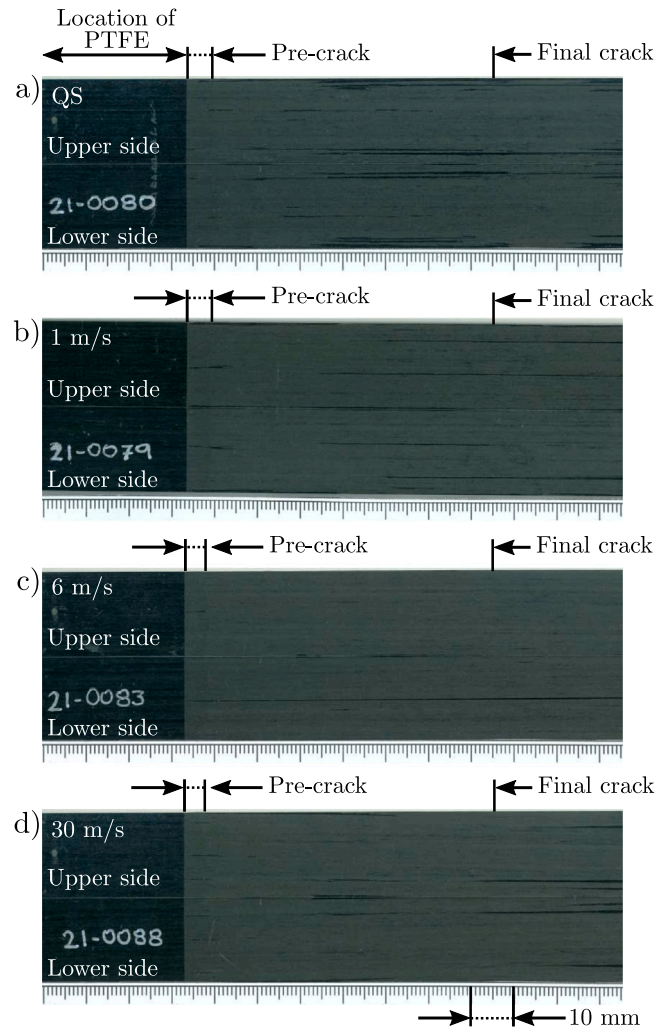 Location of
PTFE
Pre-crack
Final crack
a)
QS
Upper side
21-0080
Lower side
Pre-crack
Final crack
b)
1 m/s
Upper side
21-0079
Lower side
Pre-crack
Final crack
c)
6 m/s
Upper side
21-0083
Lower side
Pre-crack
Final crack
d)
30 m/s
Upper side
21-0088
Lower side
10 mm